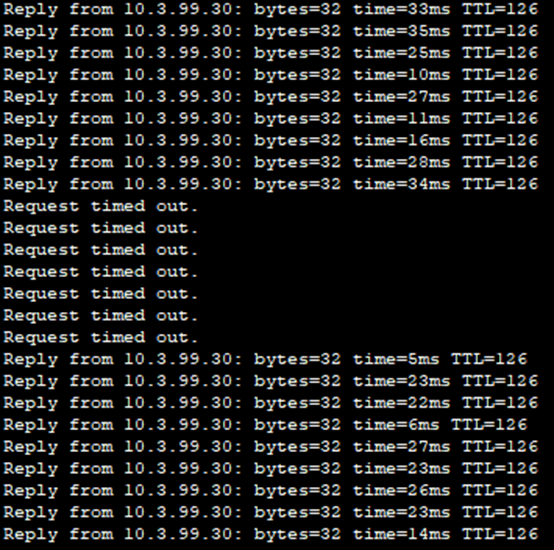 Reply from 10.3.99.30: bytes=32 time=33ms TTL=126
Reply from 10.3.99.30: bytes=32 time=35ms TTL=126
Reply from 10.3.99.30: bytes=32 time=25ms TTL=126
Reply from 10.3.99.30: bytes=32 time=10ms TTL=126
Reply from 10.3.99.30: bytes=32 time=27ms TTL=126
Reply from 10.3.99.30: bytes=32 time=11ms TTL=126
Reply from 10.3.99.30: bytes=32 time=16ms TTL=126
Reply from 10.3.99.30: bytes=32 time=28ms TTL=126
Reply from 10.3.99.30: bytes=32 time=34ms TTL=126
Request timed out.
Request timed out.
Request timed out.
Request timed out.
Request timed out.
Request timed out.
Request timed out.
Reply from 10.3.99.30: bytes=32 time=5ms TTL=126
Reply from 10.3.99.30: bytes=32 time=23ms TTL=126
Reply from 10.3.99.30: bytes=32 time=22ms TTL=126
Reply from 10.3.99.30: bytes=32 time=6ms TTL=126
Reply from 10.3.99.30: bytes=32 time=27ms TTL=126
Reply from 10.3.99.30: bytes=32 time=23ms TTL=126
Reply from 10.3.99.30: bytes=32 time=26ms TTL=126
Reply from 10.3.99.30: bytes=32 time=23ms TTL=126
Reply from 10.3.99.30: bytes=32 time=14ms TTL=126